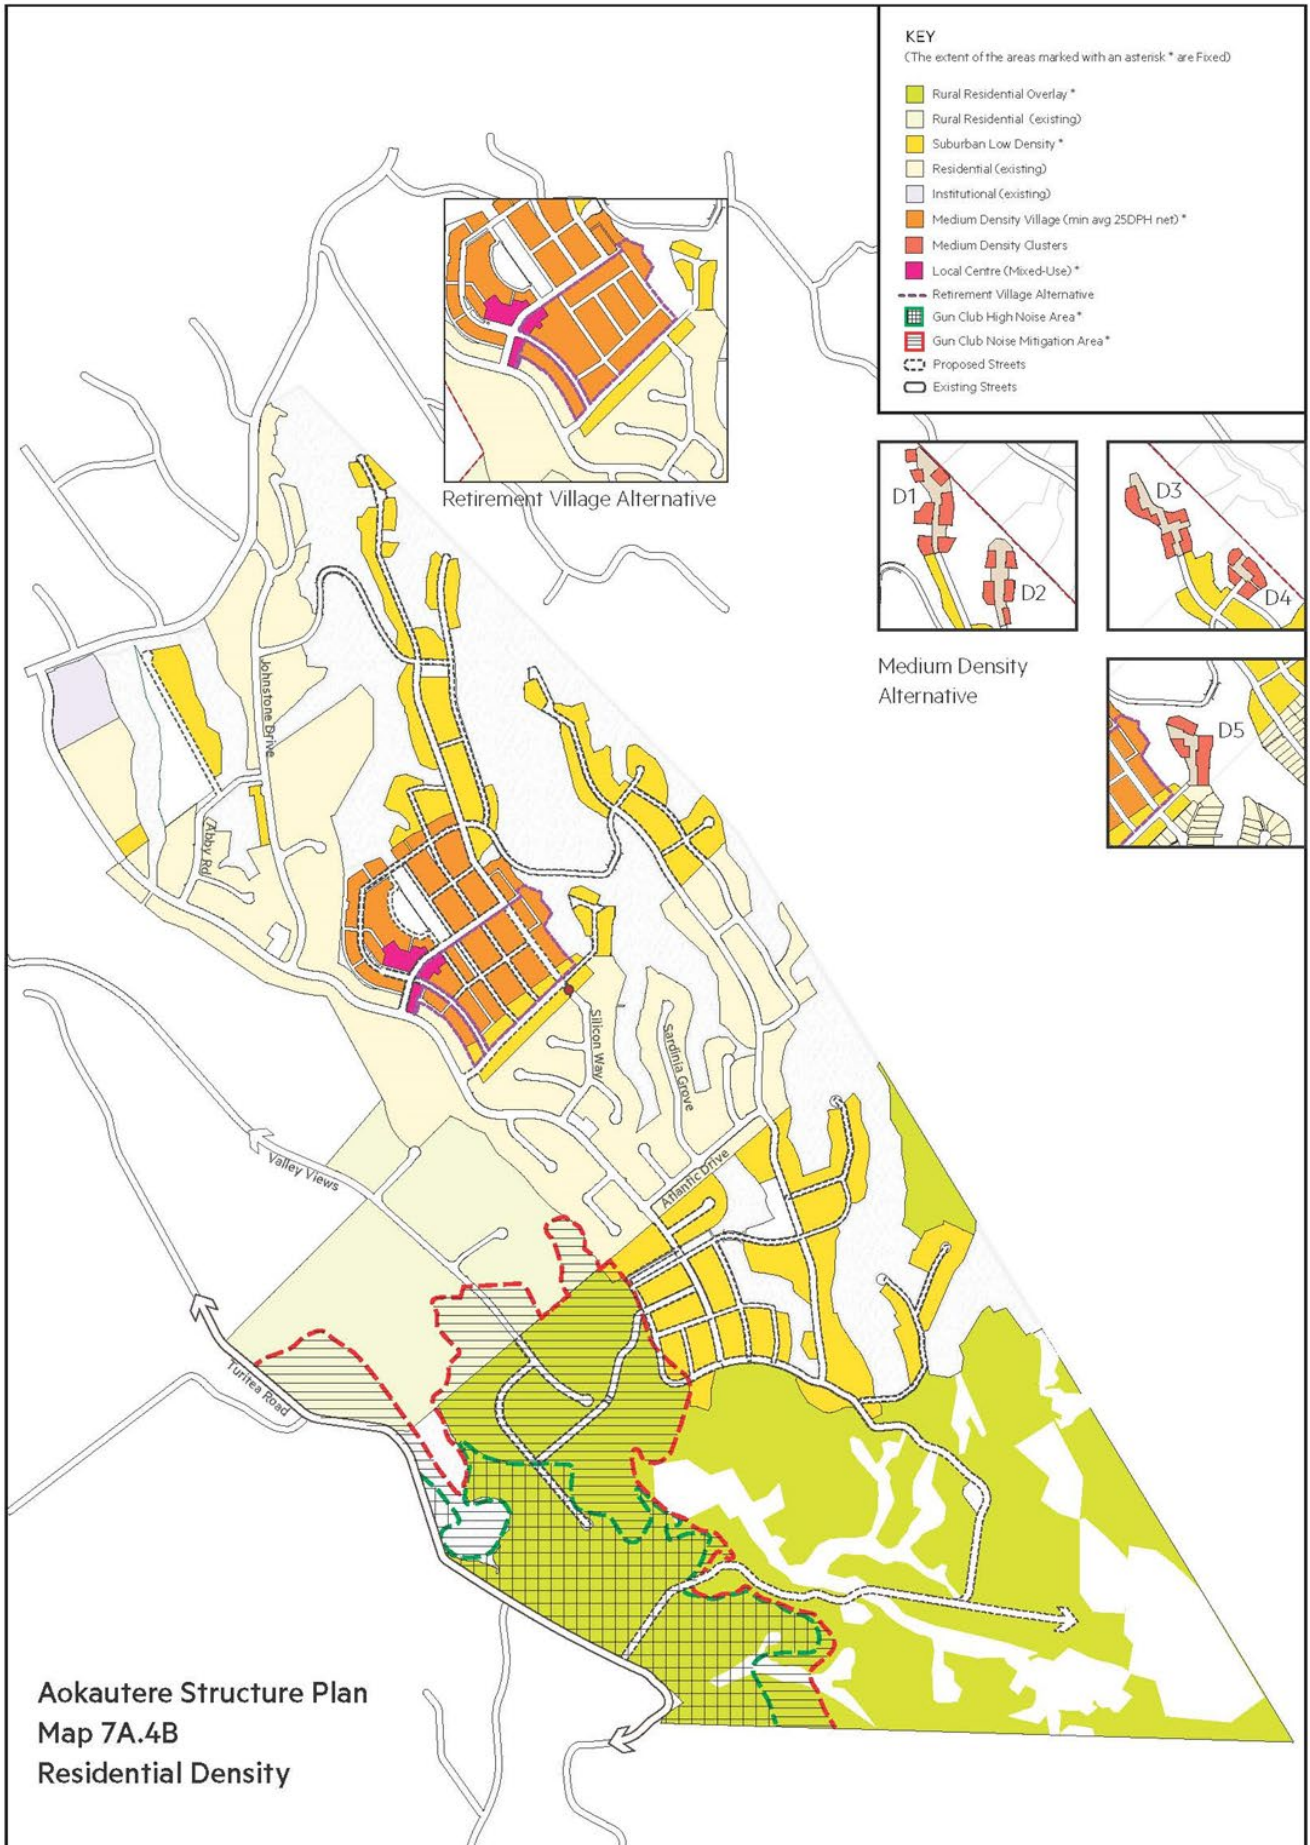 KEY
(The extent of the areas marked with an asterisk * are Fixed)
Rural Residential Overlay *
Rural Residential (existing)
Suburban Low Density *
Residential (existing)
Institutional (existing)
Medium Density Village (min avg 25DPH net) *
Medium Density Clusters
Local Centre (Mixed-Use) *
Retirement Village Alternative
Gun Club High Noise Area *
Gun Club Noise Mitigation Area *
Proposed Streets
Existing Streets
Retirement Village Alternative
D1
D2
D3
D4
Medium Density
Alternative
D5
Johnstone Drive
Abby Rd
Silicon Way
Sardinia Grove
Atlantic Drive
Valley Views
Turitea Road
Aokautere Structure Plan
Map 7A.4B
Residential Density